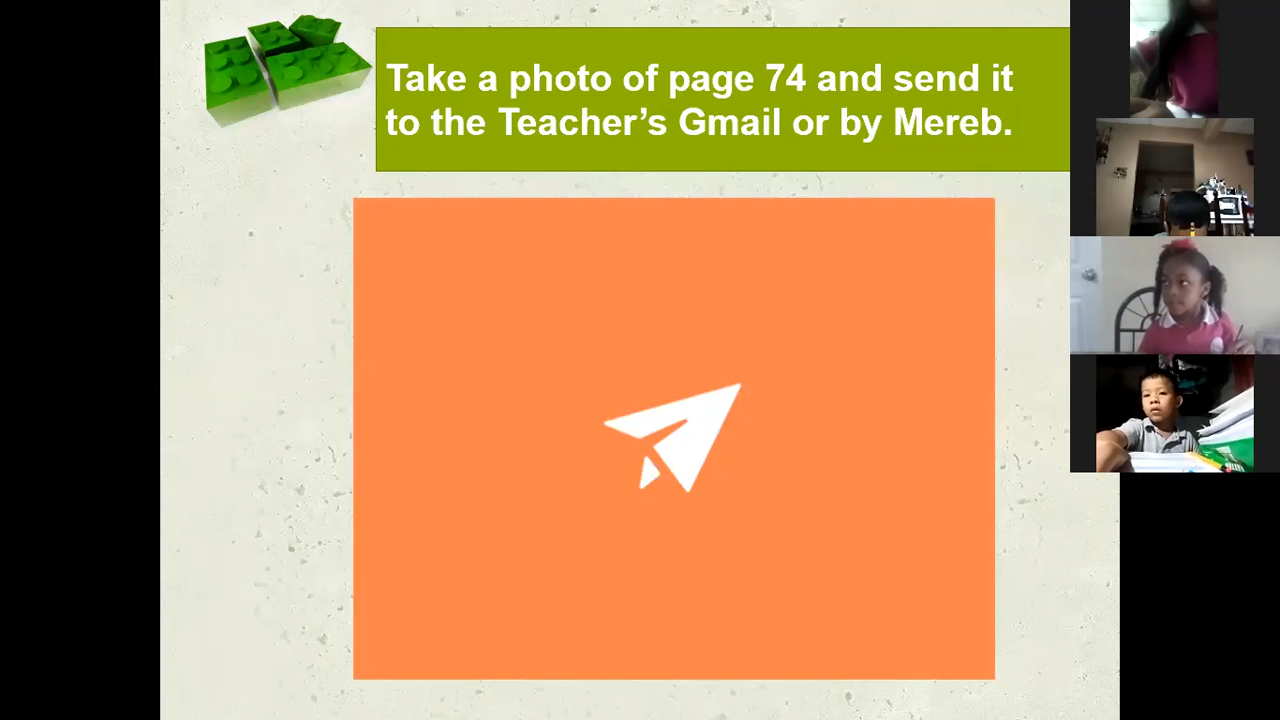 Take a photo of page 74 and send it
to the Teacher’s Gmail or by Mereb.